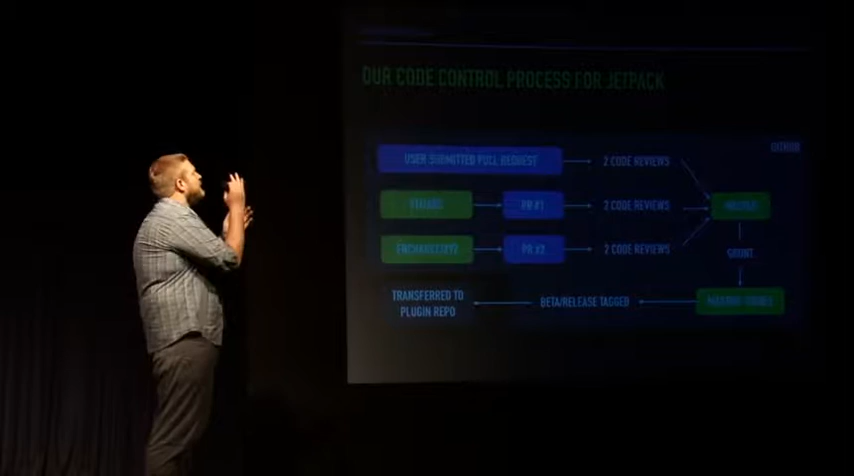 OUR CODE CONTROL PROCESS FOR JETPACK
GITHUB
USER SUBMITTED PULL REQUEST
2 CODE REVIEWS
PR #1
2 CODE REVIEWS
MASTER
PR #2
2 CODE REVIEWS
GRUNT
TRANSFERRED TO
PLUGIN REPO
BETA/RELEASE TAGGED